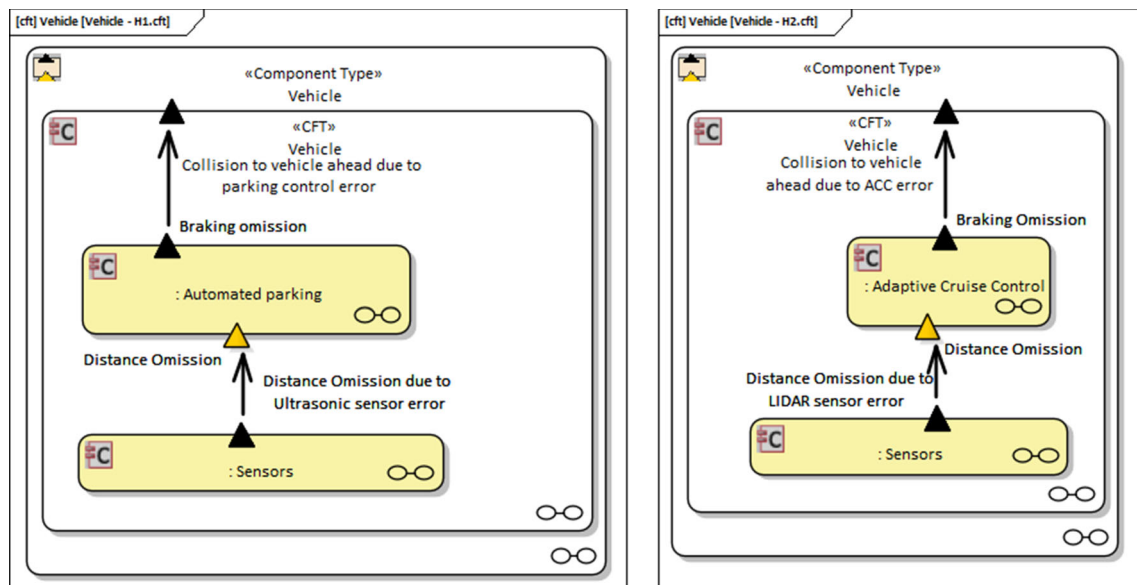 [cft] Vehicle [Vehicle - H1.cft]
«Component Type»
Vehicle
C
«CFT»
Vehicle
Collision to vehicle ahead due to
parking control error
Braking omission
C
: Automated parking
Distance Omission
Distance Omission due to
Ultrasonic sensor error
C
: Sensors
[cft] Vehicle [Vehicle - H2.cft]
«Component Type»
Vehicle
C
«CFT»
Vehicle
Collision to vehicle
ahead due to ACC error
Braking Omission
C
: Adaptive Cruise Control
Distance Omission
Distance Omission due to
LIDAR sensor error
C
: Sensors